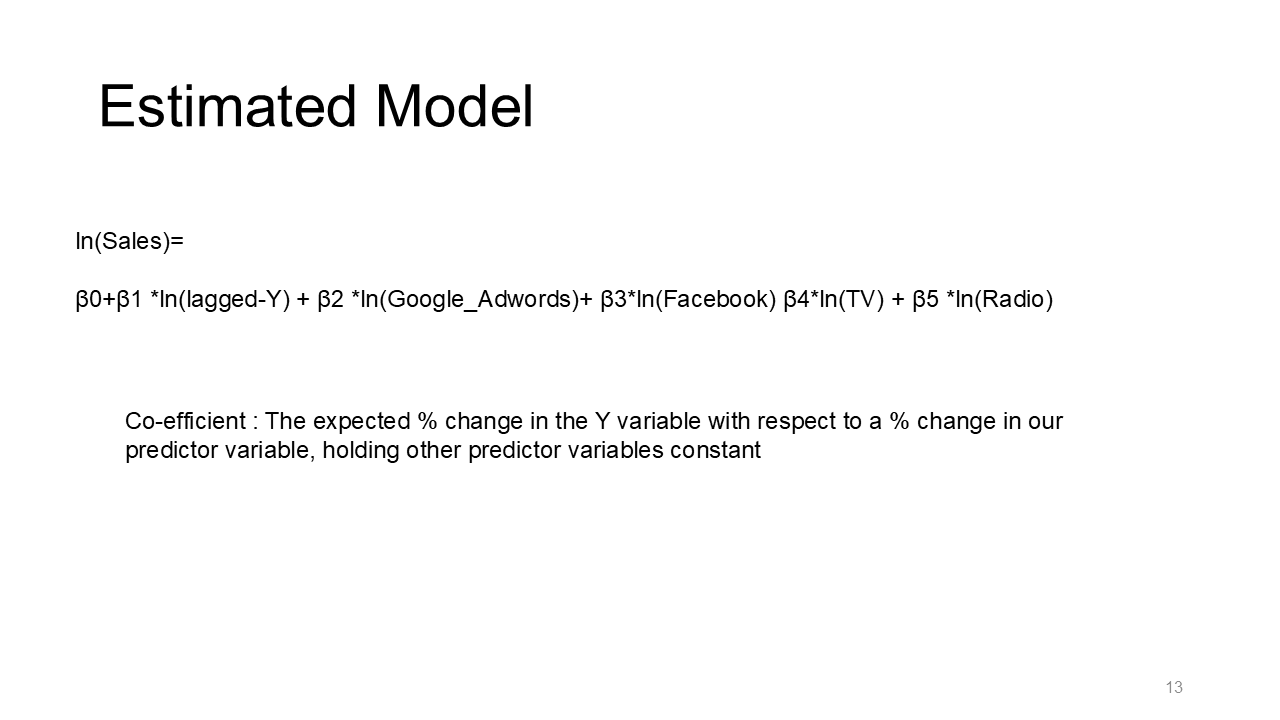 Estimated Model
ln(Sales)=
β0+β1 *ln(lagged-Y) + β2 *ln(Google_Adwords)+ β3*ln(Facebook) β4*ln(TV) + β5 *ln(Radio)
Co-efficient : The expected % change in the Y variable with respect to a % change in our
predictor variable, holding other predictor variables constant
13